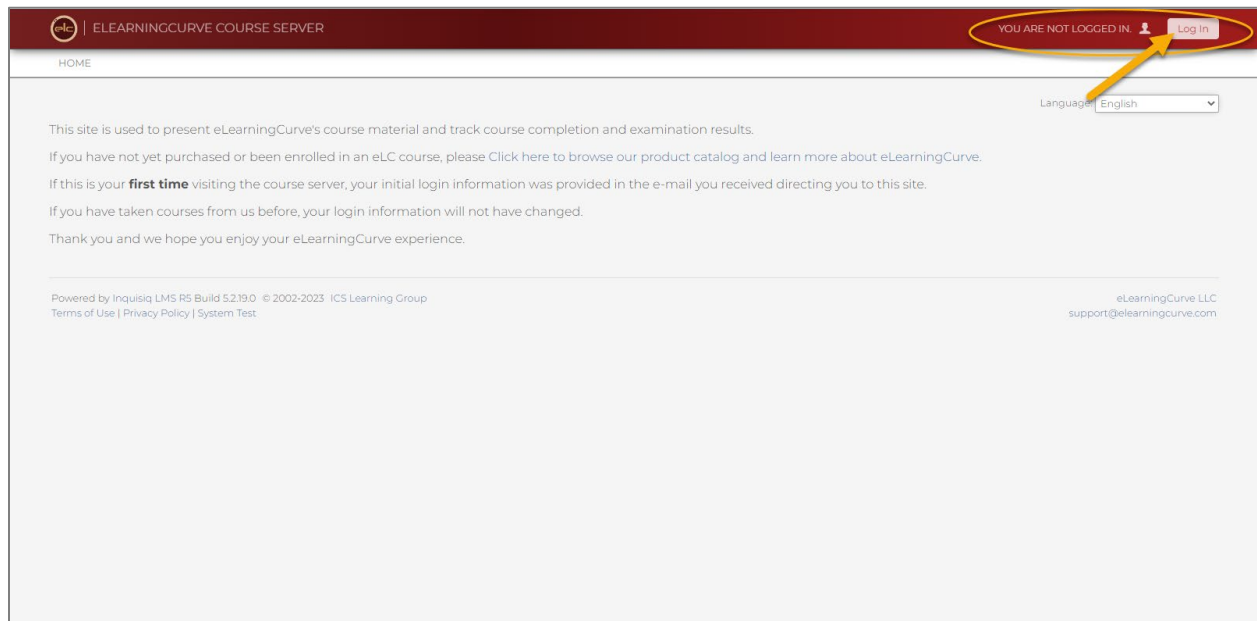 elc | ELEARNINGCURVE COURSE SERVER
YOU ARE NOT LOGGED IN. Log In
HOME
Language: English
This site is used to present eLearningCurve's course material and track course completion and examination results.
If you have not yet purchased or been enrolled in an eLC course, please Click here to browse our product catalog and learn more about eLearningCurve.
If this is your first time visiting the course server, your initial login information was provided in the e-mail you received directing you to this site.
If you have taken courses from us before, your login information will not have changed.
Thank you and we hope you enjoy your eLearningCurve experience.
Powered by Inquisiq LMS R5 Build 5.2.19.0 © 2002-2023 ICS Learning Group
Terms of Use | Privacy Policy | System Test
eLearningCurve LLC
support@elearningcurve.com